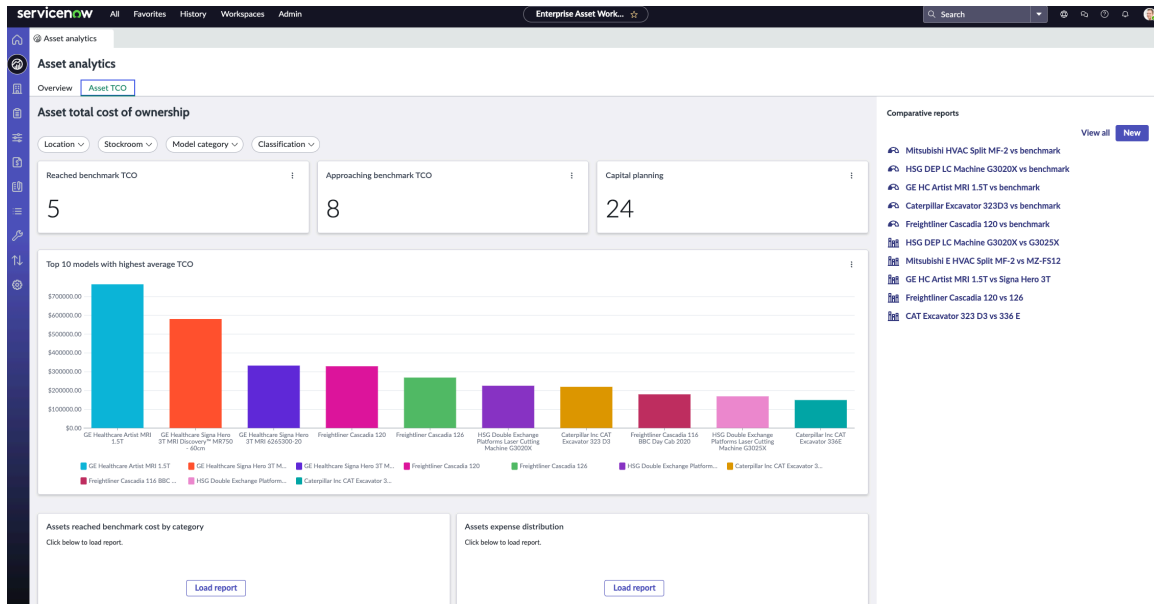 servicenow All Favorites History Workspaces Admin Enterprise Asset Work... Search
Asset analytics
Asset analytics
Overview Asset TCO
Asset total cost of ownership
Location Stockroom Model category Classification
Reached benchmark TCO
5
Approaching benchmark TCO
8
Capital planning
24
Top 10 models with highest average TCO
$700000.00
$600000.00
$500000.00
$400000.00
$300000.00
$200000.00
$100000.00
$0.00
GE Healthcare Artist MRI
1.5T
GE Healthcare Signa Hero
3T MRI Discovery™ MR750
- 60cm
GE Healthcare Signa Hero
3T MRI 6265300-20
Freightliner Cascadia 120
Freightliner Cascadia 126
HSG Double Exchange
Platforms Laser Cutting
Machine G3020X
Caterpillar Inc CAT
Excavator 323 D3
Freightliner Cascadia 116
BBC Day Cab 2020
HSG Double Exchange
Platforms Laser Cutting
Machine G3025X
Caterpillar Inc CAT
Excavator 336E
GE Healthcare Artist MRI 1.5T GE Healthcare Signa Hero 3T M... GE Healthcare Signa Hero 3T M... Freightliner Cascadia 120 Freightliner Cascadia 126 HSG Double Exchange Platform... Caterpillar Inc CAT Excavator 3...
Freightliner Cascadia 116 BBC ... HSG Double Exchange Platform... Caterpillar Inc CAT Excavator 3...
Assets reached benchmark cost by category
Click below to load report.
Load report
Assets expense distribution
Click below to load report.
Load report
Comparative reports
View all New
Mitsubishi HVAC Split MF-2 vs benchmark
HSG DEP LC Machine G3020X vs benchmark
GE HC Artist MRI 1.5T vs benchmark
Caterpillar Excavator 323D3 vs benchmark
Freightliner Cascadia 120 vs benchmark
HSG DEP LC Machine G3020X vs G3025X
Mitsubishi E HVAC Split MF-2 vs MZ-FS12
GE HC Artist MRI 1.5T vs Signa Hero 3T
Freightliner Cascadia 120 vs 126
CAT Excavator 323 D3 vs 336 E